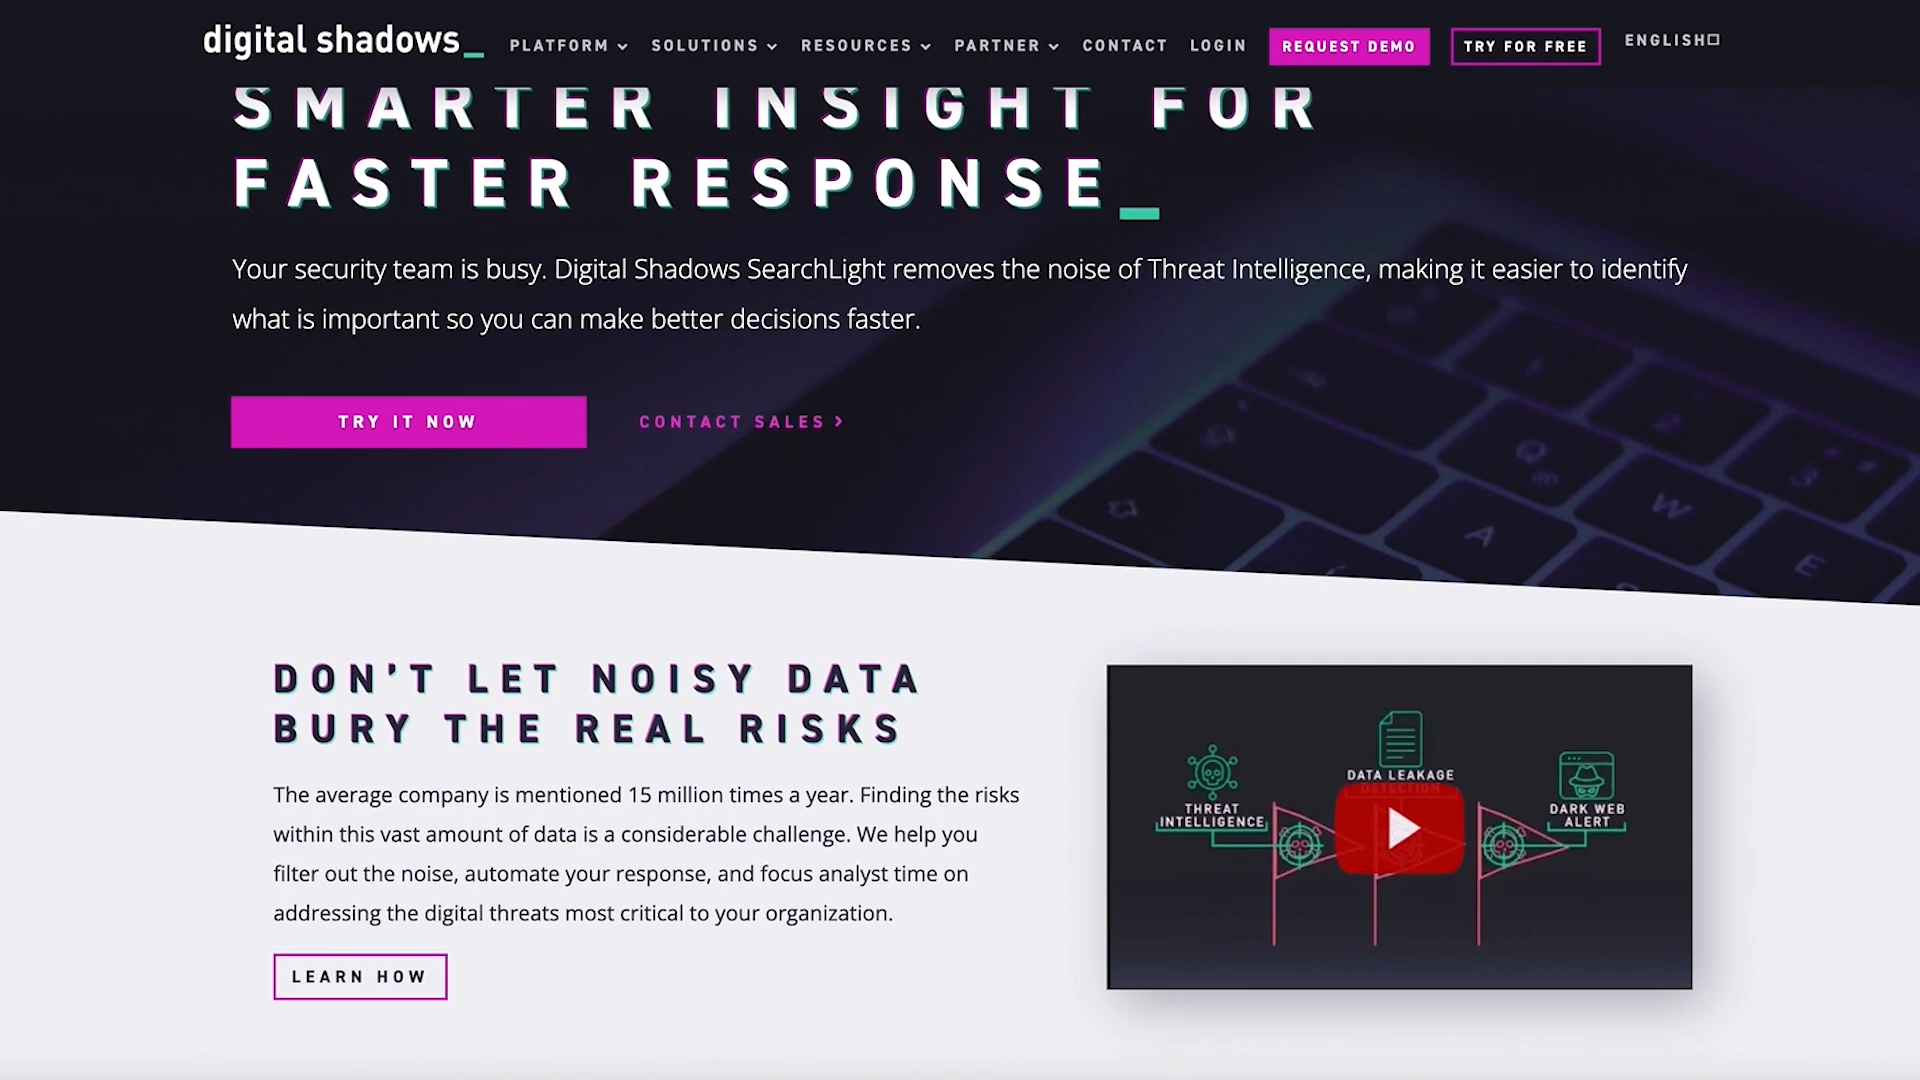 digital shadows_
PLATFORM SOLUTIONS RESOURCES PARTNER CONTACT LOGIN REQUEST DEMO TRY FOR FREE ENGLISH
SMARTER INSIGHT FOR
FASTER RESPONSE_
Your security team is busy. Digital Shadows SearchLight removes the noise of Threat Intelligence, making it easier to identify
what is important so you can make better decisions faster.
TRY IT NOW CONTACT SALES >
Q
W
3
A
E
DON'T LET NOISY DATA
BURY THE REAL RISKS
The average company is mentioned 15 million times a year. Finding the risks
within this vast amount of data is a considerable challenge. We help you
filter out the noise, automate your response, and focus analyst time on
addressing the digital threats most critical to your organization.
LEARN HOW
THREAT
INTELLIGENCE
DATA LEAKAGE
DETECTION
DARK WEB
ALERT